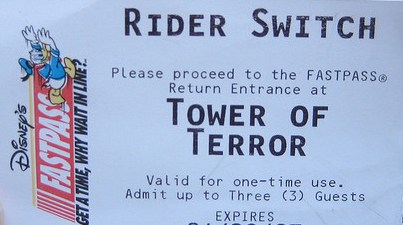 RIDER SWITCH
Please proceed to the FASTPASS®
Return Entrance at
TOWER OF
TERROR
Valid for one-time use.
Admit up to Three (3) Guests
EXPIRES
DISNEY'S
FASTPASS
GET A TIME, WHY WAIT IN LINE?